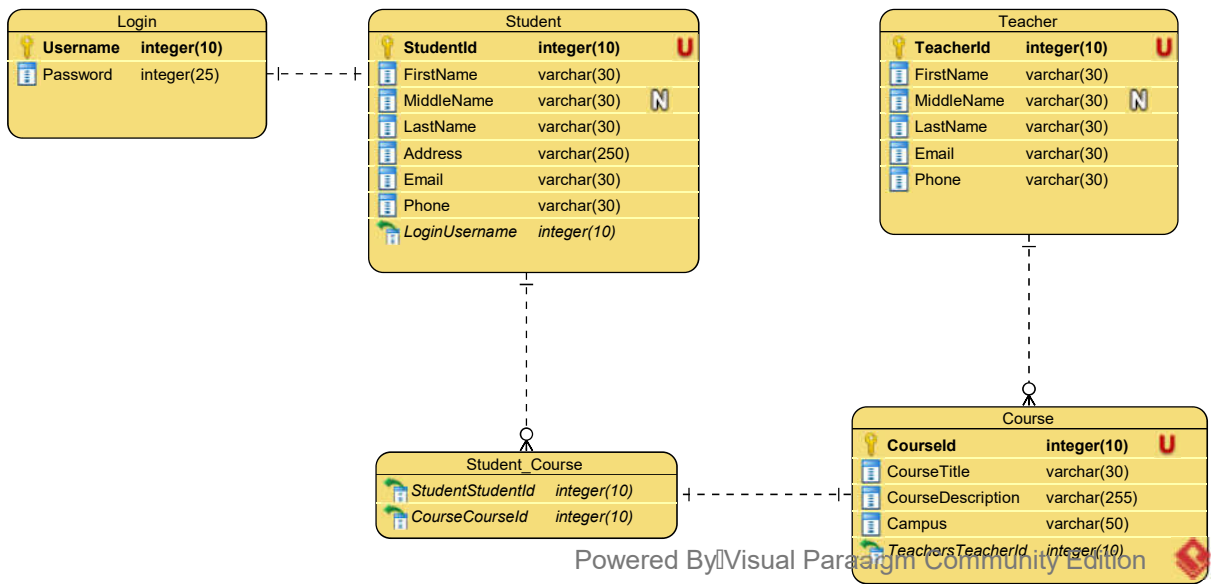 Login
Username integer(10)
Password integer(25)
Student
StudentId integer(10) U
FirstName varchar(30)
MiddleName varchar(30) N
LastName varchar(30)
Address varchar(250)
Email varchar(30)
Phone varchar(30)
LoginUsername integer(10)
Teacher
TeacherId integer(10) U
FirstName varchar(30)
MiddleName varchar(30) N
LastName varchar(30)
Email varchar(30)
Phone varchar(30)
Student_Course
StudentStudentId integer(10)
CourseCourseId integer(10)
Course
CourseId integer(10) U
CourseTitle varchar(30)
CourseDescription varchar(255)
Campus varchar(50)
TeachersTeacherId integer(10)
Powered By Visual Paradigm Community Edition